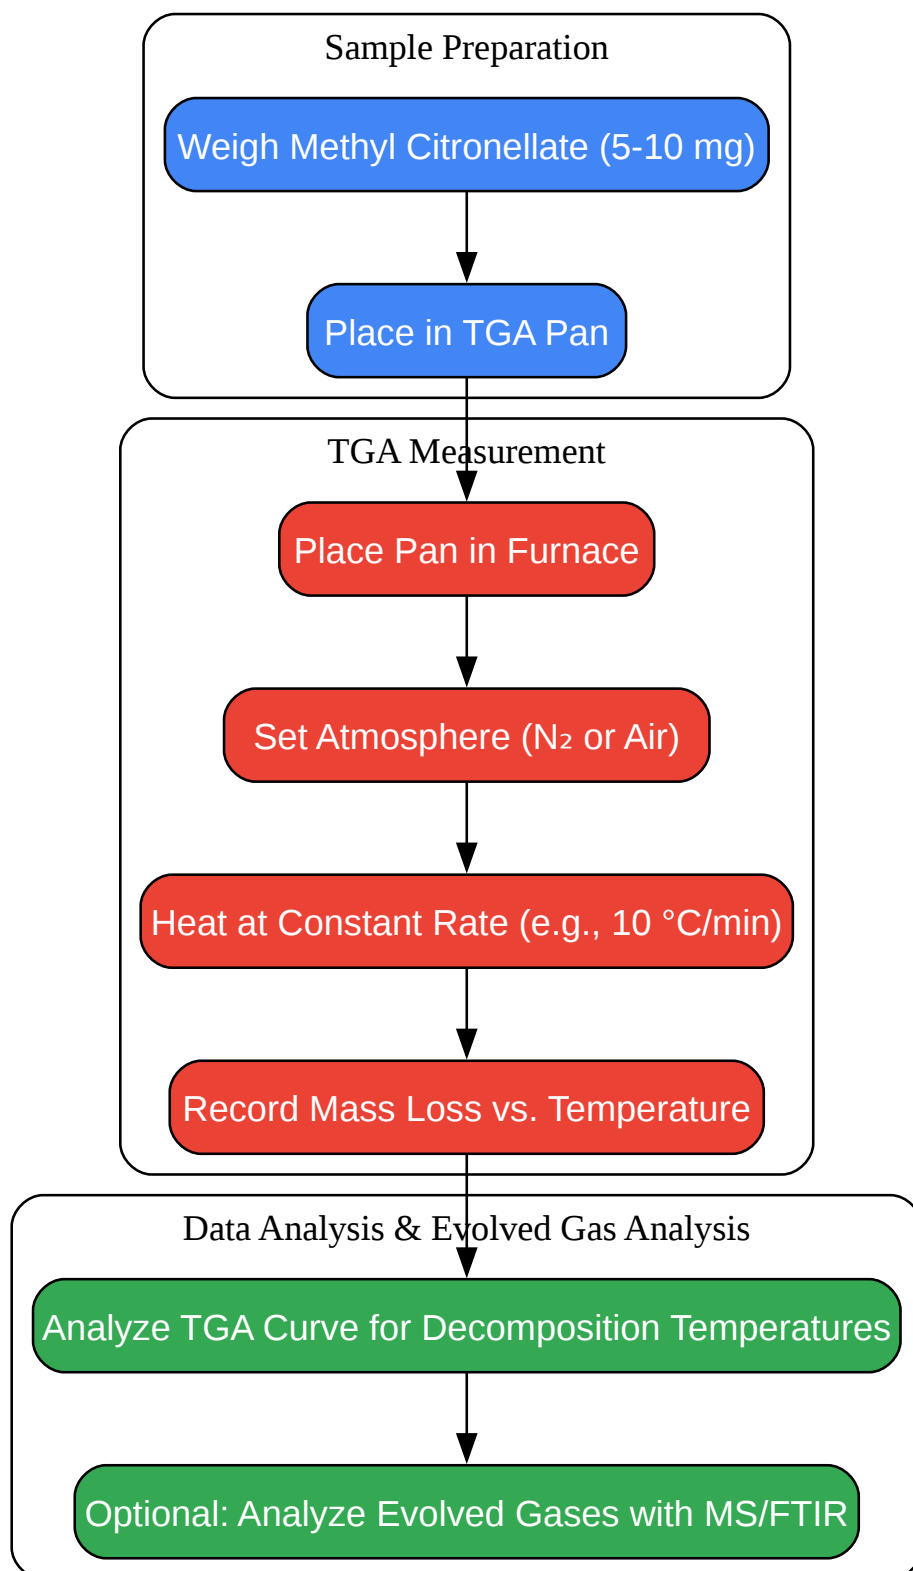 Sample Preparation
Weigh Methyl Citronellate (5-10 mg)
Place in TGA Pan
TGA Measurement
Place Pan in Furnace
Set Atmosphere (N₂ or Air)
Heat at Constant Rate (e.g., 10 °C/min)
Record Mass Loss vs. Temperature
Data Analysis & Evolved Gas Analysis
Analyze TGA Curve for Decomposition Temperatures
Optional: Analyze Evolved Gases with MS/FTIR